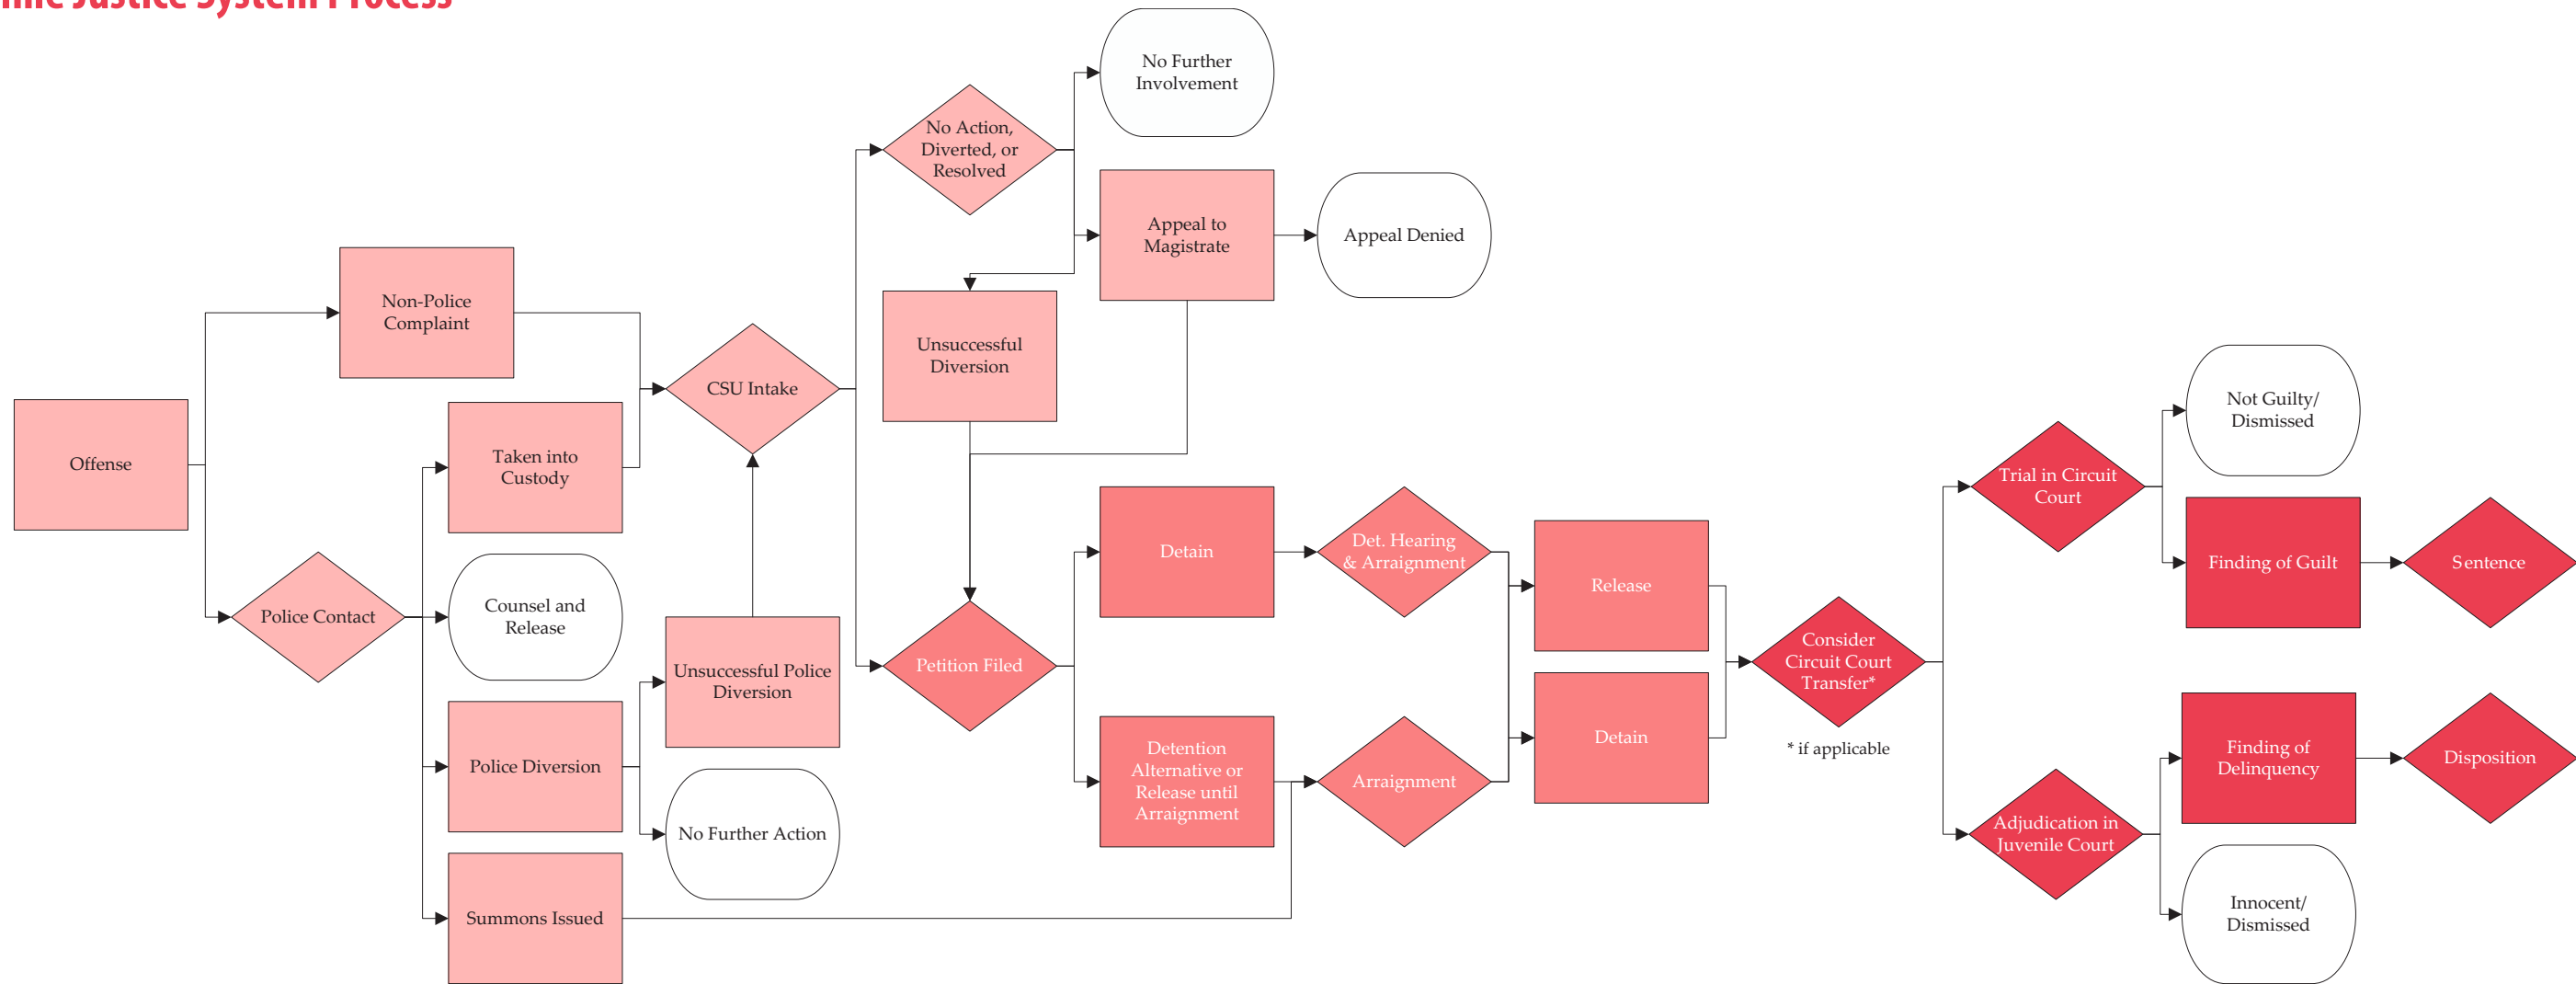 Justice System Process
No Further
Involvement
No Action,
Diverted, or
Resolved
Appeal to
Magistrate
Appeal Denied
Non-Police
Complaint
Unsuccessful
Diversion
CSU Intake
Offense
Taken into
Custody
Police Contact
Counsel and
Release
Unsuccessful Police
Diversion
Police Diversion
No Further Action
Summons Issued
Petition Filed
Detain
Det. Hearing
& Arraignment
Detention
Alternative or
Release until
Arraignment
Arraignment
Release
Detain
Consider
Circuit Court
Transfer*
* if applicable
Trial in Circuit
Court
Not Guilty/
Dismissed
Finding of Guilt
Sentence
Adjudication in
Juvenile Court
Finding of
Delinquency
Disposition
Innocent/
Dismissed